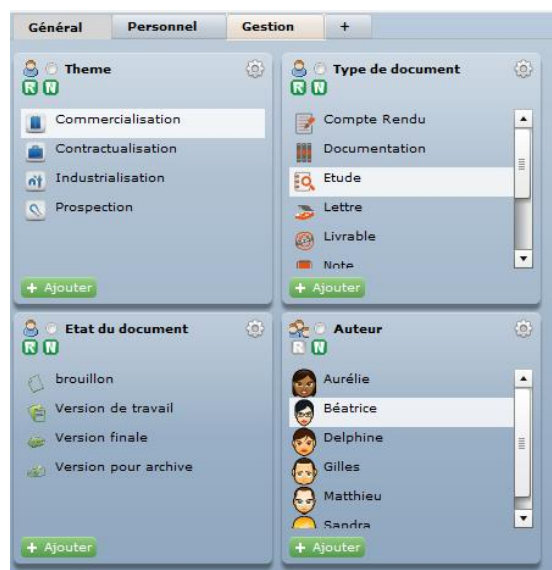 Général Personnel Gestion +
Theme
R N
Commercialisation
Contractualisation
Industrialisation
Prospection
+ Ajouter
Type de document
R N
Compte Rendu
Documentation
Etude
Lettre
Livrable
Note
+ Ajouter
Etat du document
R N
brouillon
Version de travail
Version finale
Version pour archive
+ Ajouter
Auteur
R N
Aurélie
Béatrice
Delphine
Gilles
Matthieu
Sandra
+ Ajouter